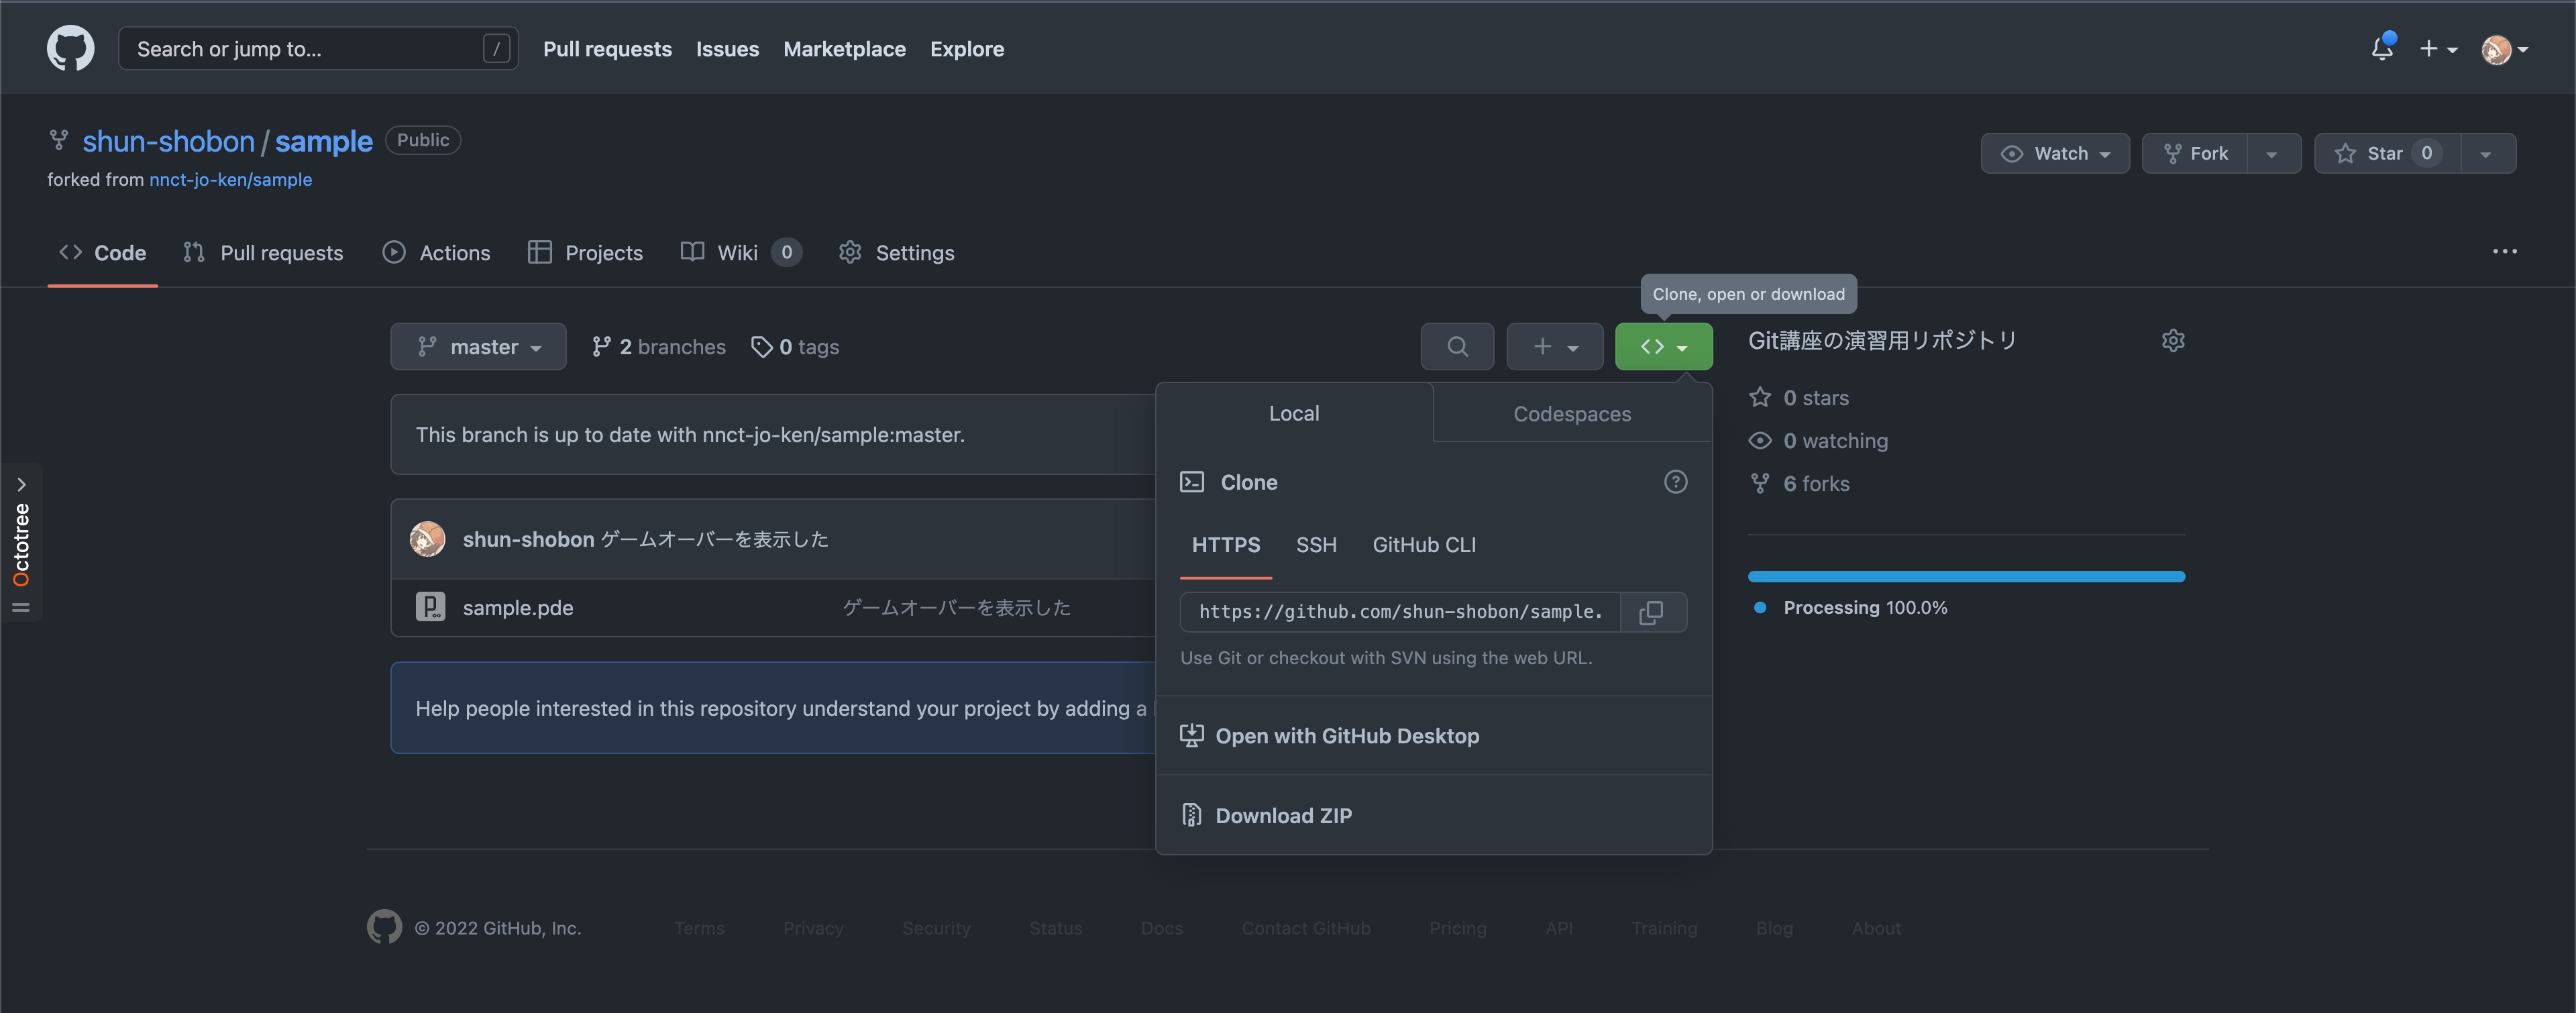 Search or jump to... /
Pull requests Issues Marketplace Explore
shun-shobon / sample Public
forked from nnct-jo-ken/sample
Watch
Fork
Star 0
Code
Pull requests
Actions
Projects
Wiki 0
Settings
Clone, open or download
master
2 branches
0 tags
This branch is up to date with nnct-jo-ken/sample:master.
shun-shobon ゲームオーバーを表示した
sample.pde ゲームオーバーを表示した
Help people interested in this repository understand your project by adding a
Local
Codespaces
Clone
HTTPS SSH GitHub CLI
https://github.com/shun-shobon/sample.
Use Git or checkout with SVN using the web URL.
Open with GitHub Desktop
Download ZIP
Git講座の演習用リポジトリ
0 stars
0 watching
6 forks
Processing 100.0%
Octotree
© 2022 GitHub, Inc. Terms Privacy Security Status Docs Contact GitHub Pricing API Training Blog About